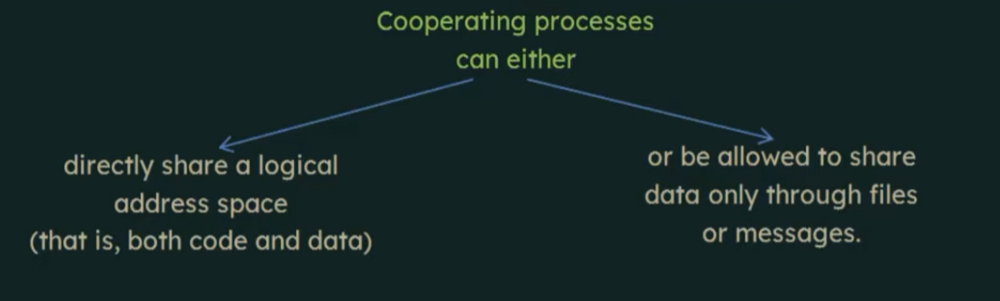 Cooperating processes
can either
directly share a logical
address space
(that is, both code and data)
or be allowed to share
data only through files
or messages.